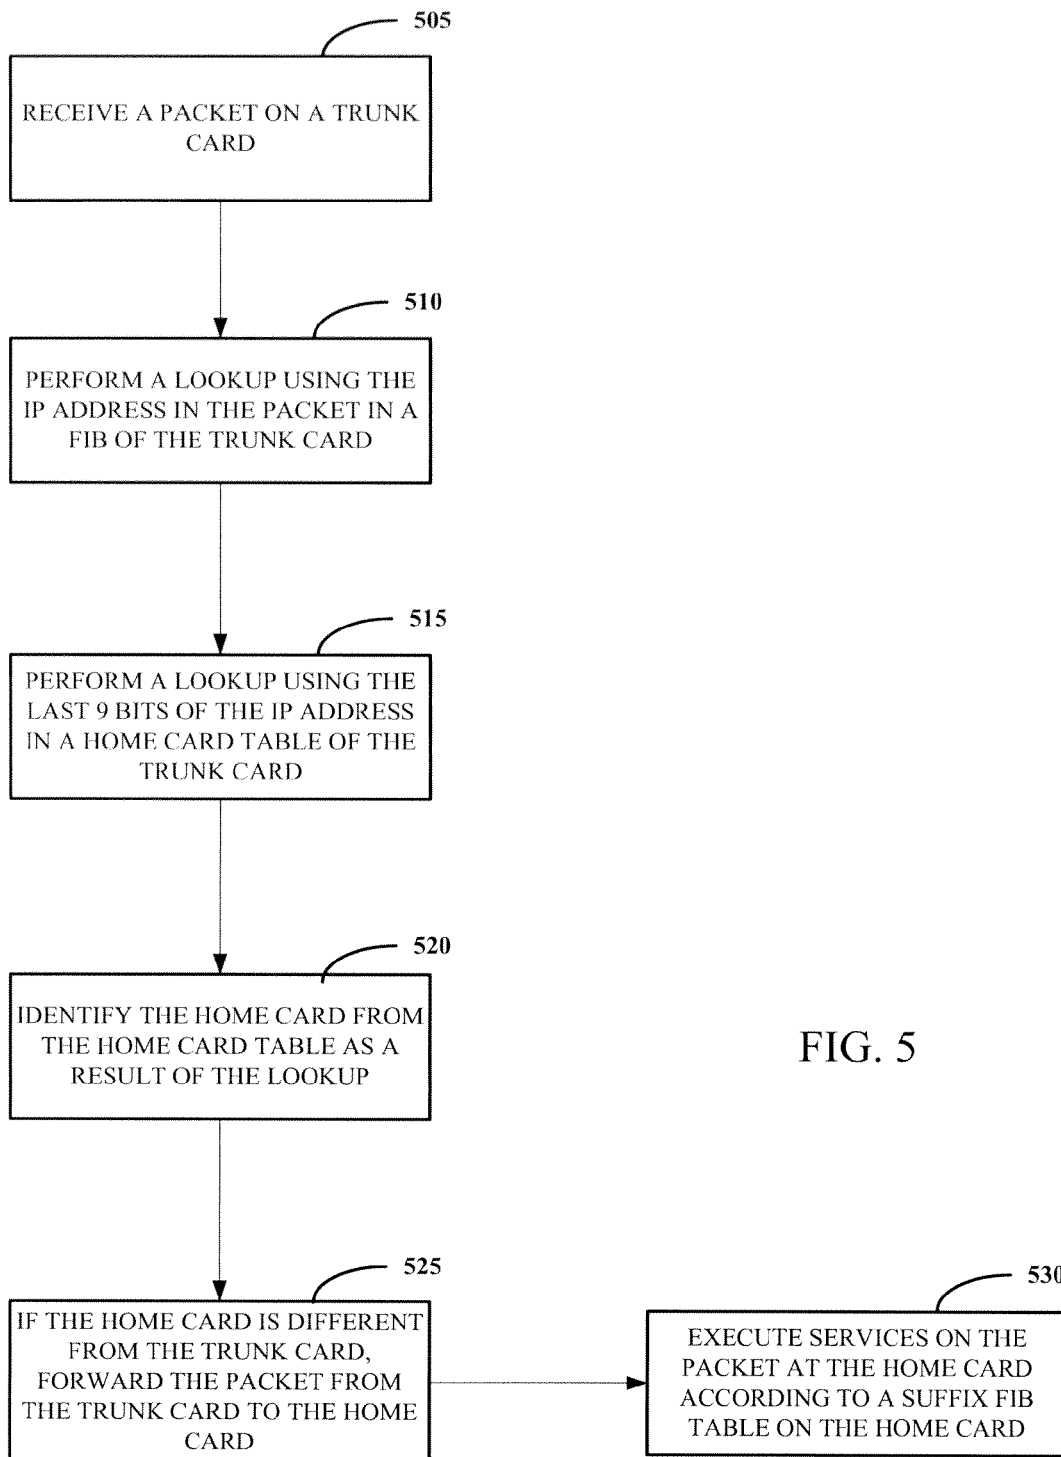 505
RECEIVE A PACKET ON A TRUNK
CARD
510
PERFORM A LOOKUP USING THE
IP ADDRESS IN THE PACKET IN A
FIB OF THE TRUNK CARD
515
PERFORM A LOOKUP USING THE
LAST 9 BITS OF THE IP ADDRESS
IN A HOME CARD TABLE OF THE
TRUNK CARD
520
IDENTIFY THE HOME CARD FROM
THE HOME CARD TABLE AS A
RESULT OF THE LOOKUP
FIG. 5
525
IF THE HOME CARD IS DIFFERENT
FROM THE TRUNK CARD,
FORWARD THE PACKET FROM
THE TRUNK CARD TO THE HOME
CARD
530
EXECUTE SERVICES ON THE
PACKET AT THE HOME CARD
ACCORDING TO A SUFFIX FIB
TABLE ON THE HOME CARD